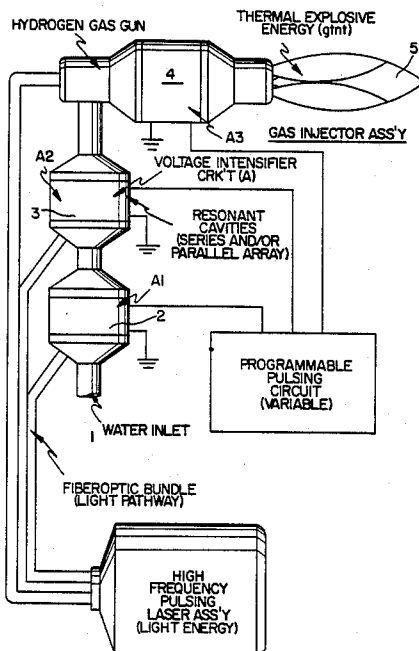 HYDROGEN GAS GUN
THERMAL EXPLOSIVE
ENERGY (gtnt)
5
4
A3
GAS INJECTOR ASS'Y
A2
VOLTAGE INTENSIFIER
CRK'T (A)
3
RESONANT
CAVITIES
(SERIES AND/OR
PARALLEL ARRAY)
A1
2
PROGRAMMABLE
PULSING
CIRCUIT
(VARIABLE)
1
WATER INLET
FIBEROPTIC BUNDLE
(LIGHT PATHWAY)
HIGH
FREQUENCY
PULSING
LASER ASS'Y
(LIGHT ENERGY)